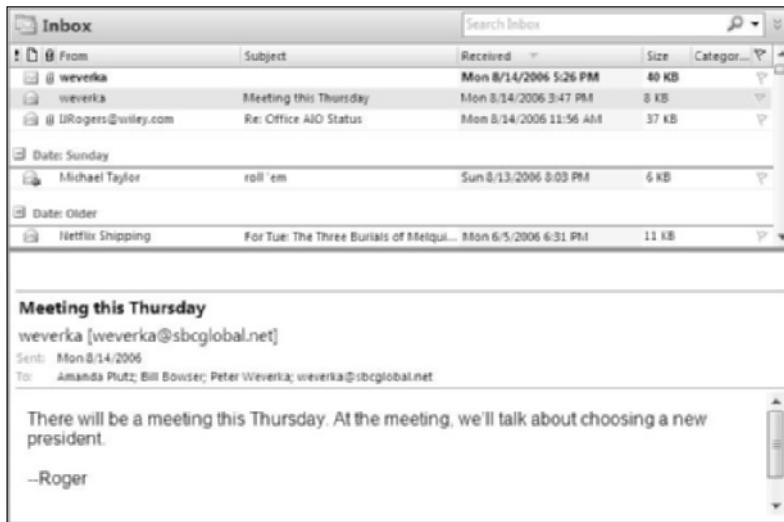 Inbox Search Inbox
! From Subject Received Size Categor...
weverka Mon 8/14/2006 5:26 PM 40 KB
weverka Meeting this Thursday Mon 8/14/2006 3:47 PM 8 KB
IJRogers@wiley.com Re: Office AIO Status Mon 8/14/2006 11:56 AM 37 KB
Date: Sunday
Michael Taylor roll 'em Sun 8/13/2006 8:03 PM 6 KB
Date: Older
Netflix Shipping For Tue: The Three Burials of Melqui... Mon 6/5/2006 6:31 PM 11 KB
Meeting this Thursday
weverka [weverka@sbcglobal.net]
Sent: Mon 8/14/2006
To: Amanda Plutz; Bill Bowser; Peter Weverka; weverka@sbcglobal.net
There will be a meeting this Thursday. At the meeting, we'll talk about choosing a new
president.
--Roger